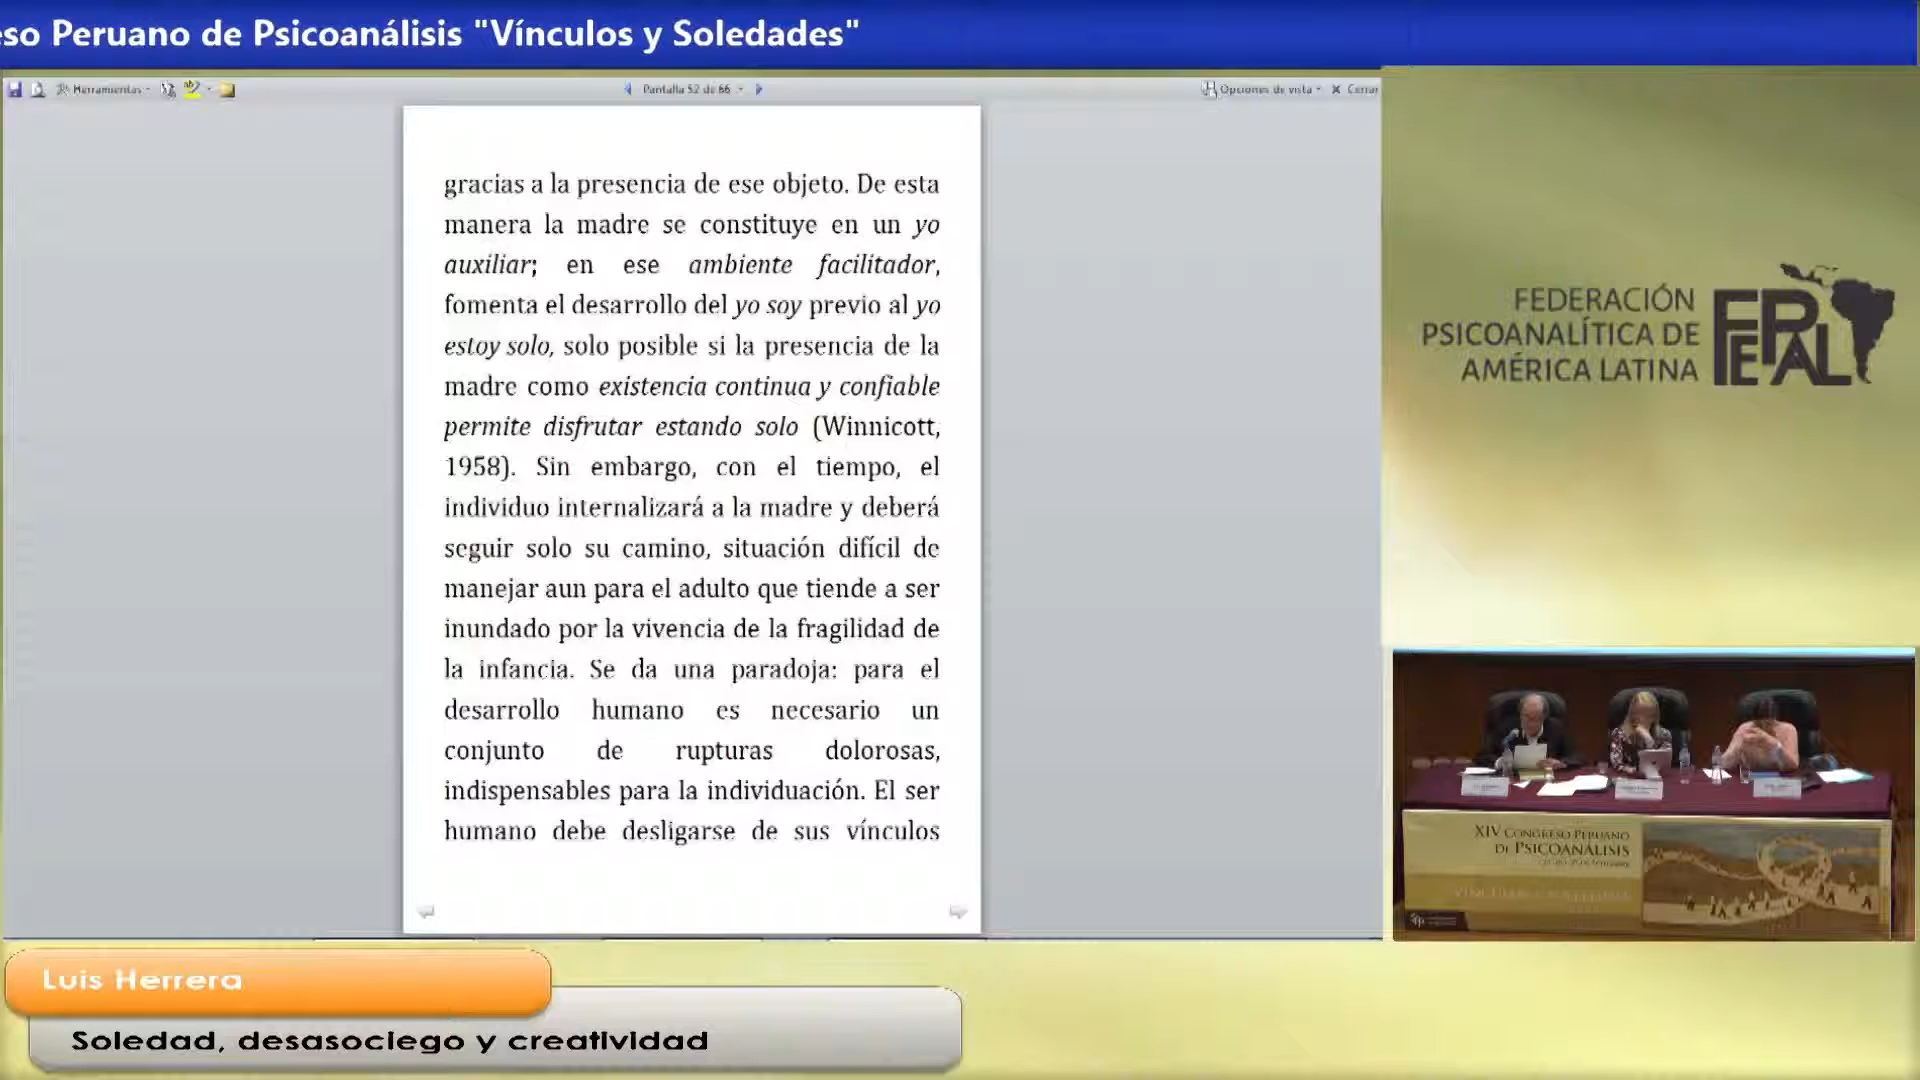 eso Peruano de Psicoanálisis "Vínculos y Soledades"
Herramientas
Pantalla 52 de 66
Opciones de vista
Cerrar
gracias a la presencia de ese objeto. De esta
manera la madre se constituye en un yo
auxiliar; en ese ambiente facilitador,
fomenta el desarrollo del yo soy previo al yo
estoy solo, solo posible si la presencia de la
madre como existencia continua y confiable
permite disfrutar estando solo (Winnicott,
1958). Sin embargo, con el tiempo, el
individuo internalizará a la madre y deberá
seguir solo su camino, situación difícil de
manejar aun para el adulto que tiende a ser
inundado por la vivencia de la fragilidad de
la infancia. Se da una paradoja: para el
desarrollo humano es necesario un
conjunto de rupturas dolorosas,
indispensables para la individuación. El ser
humano debe desligarse de sus vínculos
FEDERACIÓN
PSICOANALÍTICA DE
AMÉRICA LATINA
FEPAL
XIV CONGRESO PERUANO
DE PSICOANÁLISIS
Luis Herrera
Soledad, desasociego y creatividad